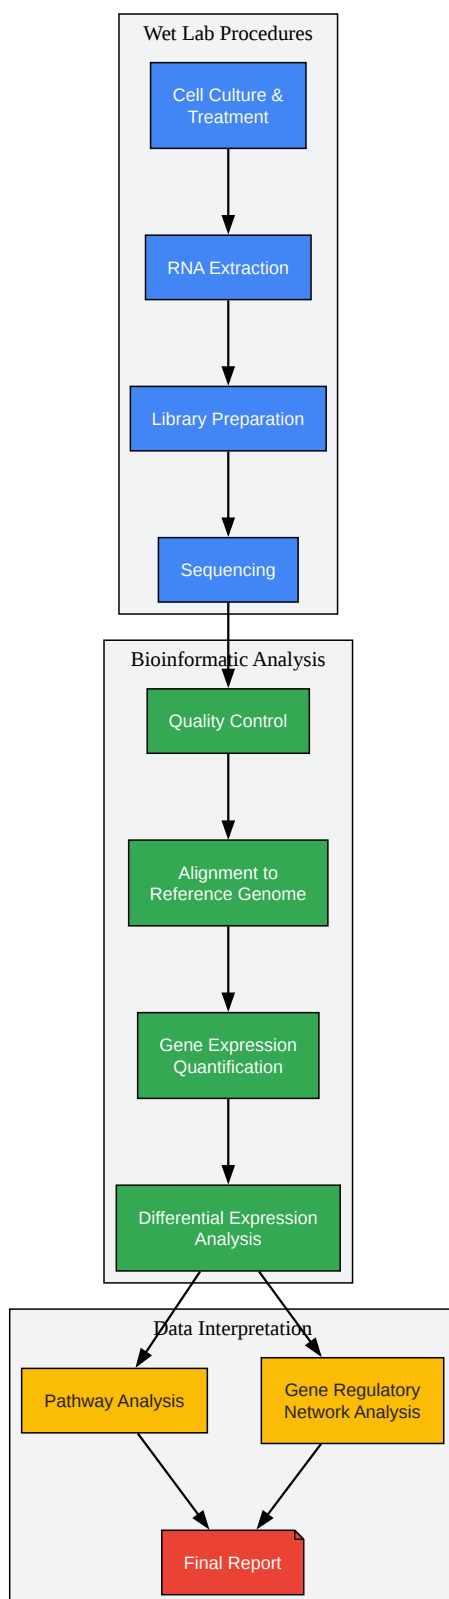 Wet Lab Procedures
Cell Culture &
Treatment
RNA Extraction
Library Preparation
Sequencing
Bioinformatic Analysis
Quality Control
Alignment to
Reference Genome
Gene Expression
Quantification
Differential Expression
Analysis
Data Interpretation
Pathway Analysis
Gene Regulatory
Network Analysis
Final Report